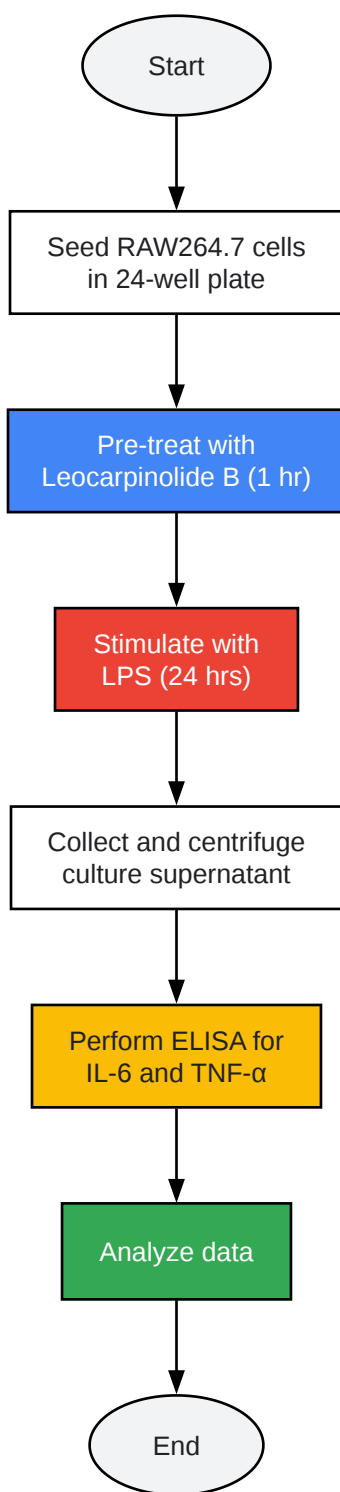 Start
Seed RAW264.7 cells
in 24-well plate
Pre-treat with
Leocarpinolide B (1 hr)
Stimulate with
LPS (24 hrs)
Collect and centrifuge
culture supernatant
Perform ELISA for
IL-6 and TNF-α
Analyze data
End